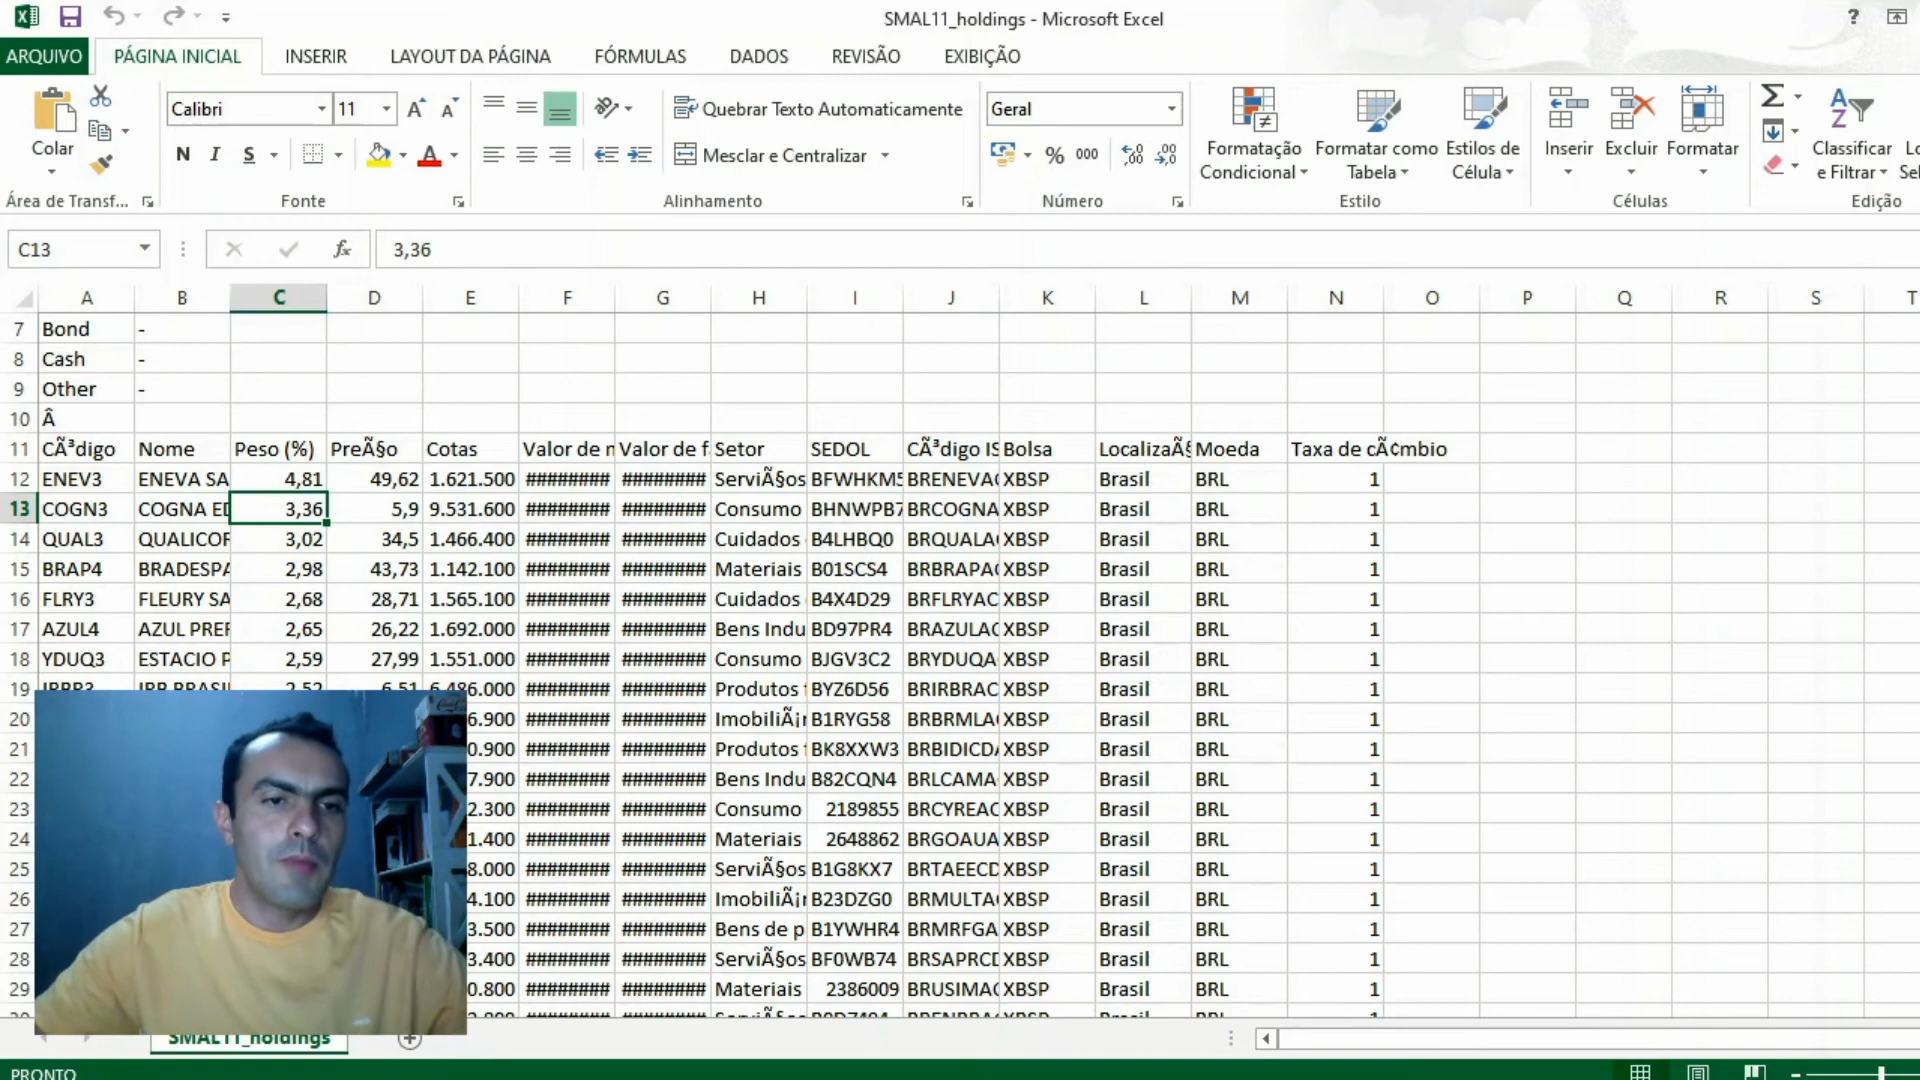 SMAL11_holdings - Microsoft Excel
ARQUIVO PÁGINA INICIAL INSERIR LAYOUT DA PÁGINA FÓRMULAS DADOS REVISÃO EXIBIÇÃO
Calibri 11 Quebrar Texto Automaticamente Geral
Colar N I S Mesclar e Centralizar % 000 Formatação Condicional Formatar como Tabela Estilos de Célula Inserir Excluir Formatar Classificar e Filtrar
Área de Transf... Fonte Alinhamento Número Estilo Células Edição
C13 fx 3,36
A B C D E F G H I J K L M N O P Q R S T
7 Bond -
8 Cash -
9 Other -
10 Â
11 CÃ³digo Nome Peso (%) PreÃ§o Cotas Valor de n Valor de f Setor SEDOL CÃ³digo IS Bolsa LocalizaÃ§ Moeda Taxa de cÃ¢mbio
12 ENEV3 ENEVA SA 4,81 49,62 1.621.500 ######## ######## ServiÃ§os BFWHKM5 BRENEVA XBSP Brasil BRL 1
13 COGN3 COGNA ED 3,36 5,9 9.531.600 ######## ######## Consumo BHNWPB7 BRCOGNA XBSP Brasil BRL 1
14 QUAL3 QUALICOR 3,02 34,5 1.466.400 ######## ######## Cuidados B4LHBQ0 BRQUALA XBSP Brasil BRL 1
15 BRAP4 BRADESPA 2,98 43,73 1.142.100 ######## ######## Materiais B01SCS4 BRBRAPA XBSP Brasil BRL 1
16 FLRY3 FLEURY SA 2,68 28,71 1.565.100 ######## ######## Cuidados B4X4D29 BRFLRYAC XBSP Brasil BRL 1
17 AZUL4 AZUL PREF 2,65 26,22 1.692.000 ######## ######## Bens Indu BD97PR4 BRAZULAC XBSP Brasil BRL 1
18 YDUQ3 ESTACIO P 2,59 27,99 1.551.000 ######## ######## Consumo BJGV3C2 BRYDUQA XBSP Brasil BRL 1
19 IRBR3 IRB BRASI 2,52 6,51 6.486.000 ######## ######## Produtos BYZ6D56 BRIRBRAC XBSP Brasil BRL 1
20 6.900 ######## ######## ImobiliÃ¡r B1RYG58 BRBRMLA XBSP Brasil BRL 1
21 0.900 ######## ######## Produtos BK8XXW3 BRBIDICD XBSP Brasil BRL 1
22 7.900 ######## ######## Bens Indu B82CQN4 BRLCAMA XBSP Brasil BRL 1
23 2.300 ######## ######## Consumo 2189855 BRCYREAC XBSP Brasil BRL 1
24 1.400 ######## ######## Materiais 2648862 BRGOAUA XBSP Brasil BRL 1
25 8.000 ######## ######## ServiÃ§os B1G8KX7 BRTAEECD XBSP Brasil BRL 1
26 4.100 ######## ######## ImobiliÃ¡r B23DZG0 BRMULTA XBSP Brasil BRL 1
27 3.500 ######## ######## Bens de p B1YWHR4 BRMRFGA XBSP Brasil BRL 1
28 3.400 ######## ######## ServiÃ§os BF0WB74 BRSAPRCD XBSP Brasil BRL 1
29 0.800 ######## ######## Materiais 2386009 BRUSIMAC XBSP Brasil BRL 1
SMAL11_holdings
PRONTO